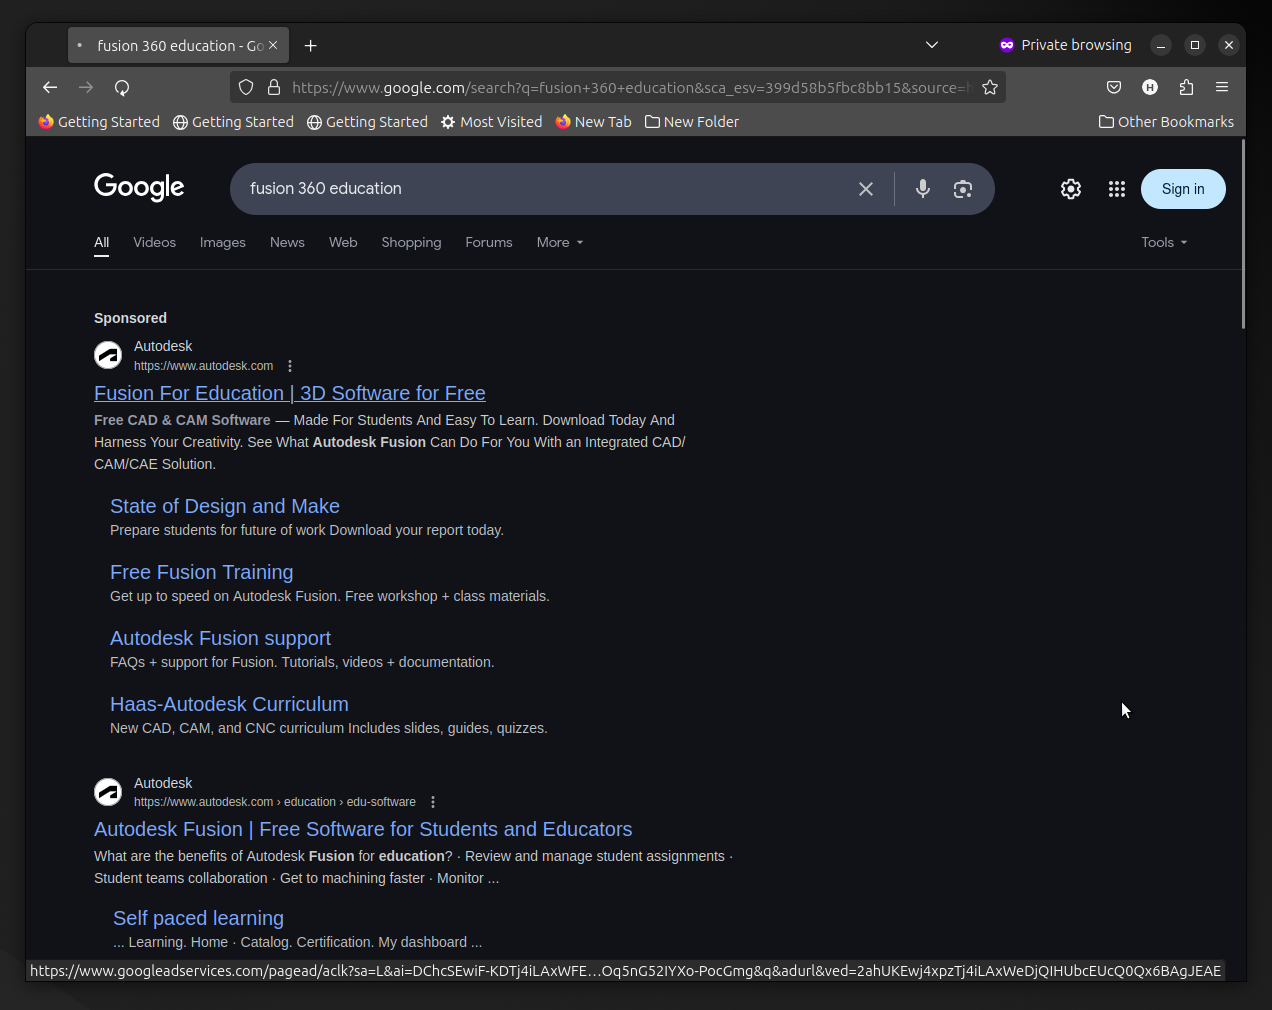 fusion 360 education - Go
Private browsing
https://www.google.com/search?q=fusion+360+education&sca_esv=399d58b5fbc8bb15&source=h
H
Getting Started
Getting Started
Getting Started
Most Visited
New Tab
New Folder
Other Bookmarks
Google
fusion 360 education
Sign in
All
Videos
Images
News
Web
Shopping
Forums
More
Tools
Sponsored
Autodesk
https://www.autodesk.com
Fusion For Education | 3D Software for Free
Free CAD & CAM Software — Made For Students And Easy To Learn. Download Today And
Harness Your Creativity. See What Autodesk Fusion Can Do For You With an Integrated CAD/
CAM/CAE Solution.
State of Design and Make
Prepare students for future of work Download your report today.
Free Fusion Training
Get up to speed on Autodesk Fusion. Free workshop + class materials.
Autodesk Fusion support
FAQs + support for Fusion. Tutorials, videos + documentation.
Haas-Autodesk Curriculum
New CAD, CAM, and CNC curriculum Includes slides, guides, quizzes.
Autodesk
https://www.autodesk.com › education › edu-software
Autodesk Fusion | Free Software for Students and Educators
What are the benefits of Autodesk Fusion for education? · Review and manage student assignments ·
Student teams collaboration · Get to machining faster · Monitor ...
Self paced learning
... Learning. Home · Catalog. Certification. My dashboard ...
https://www.googleadservices.com/pagead/aclk?sa=L&ai=DChcSEwiF-KDTj4iLAxWFE…Oq5nG52IYXo-PocGmg&q&adurl&ved=2ahUKEwj4xpzTj4iLAxWeDjQIHUbcEUcQ0Qx6BAgJEAE